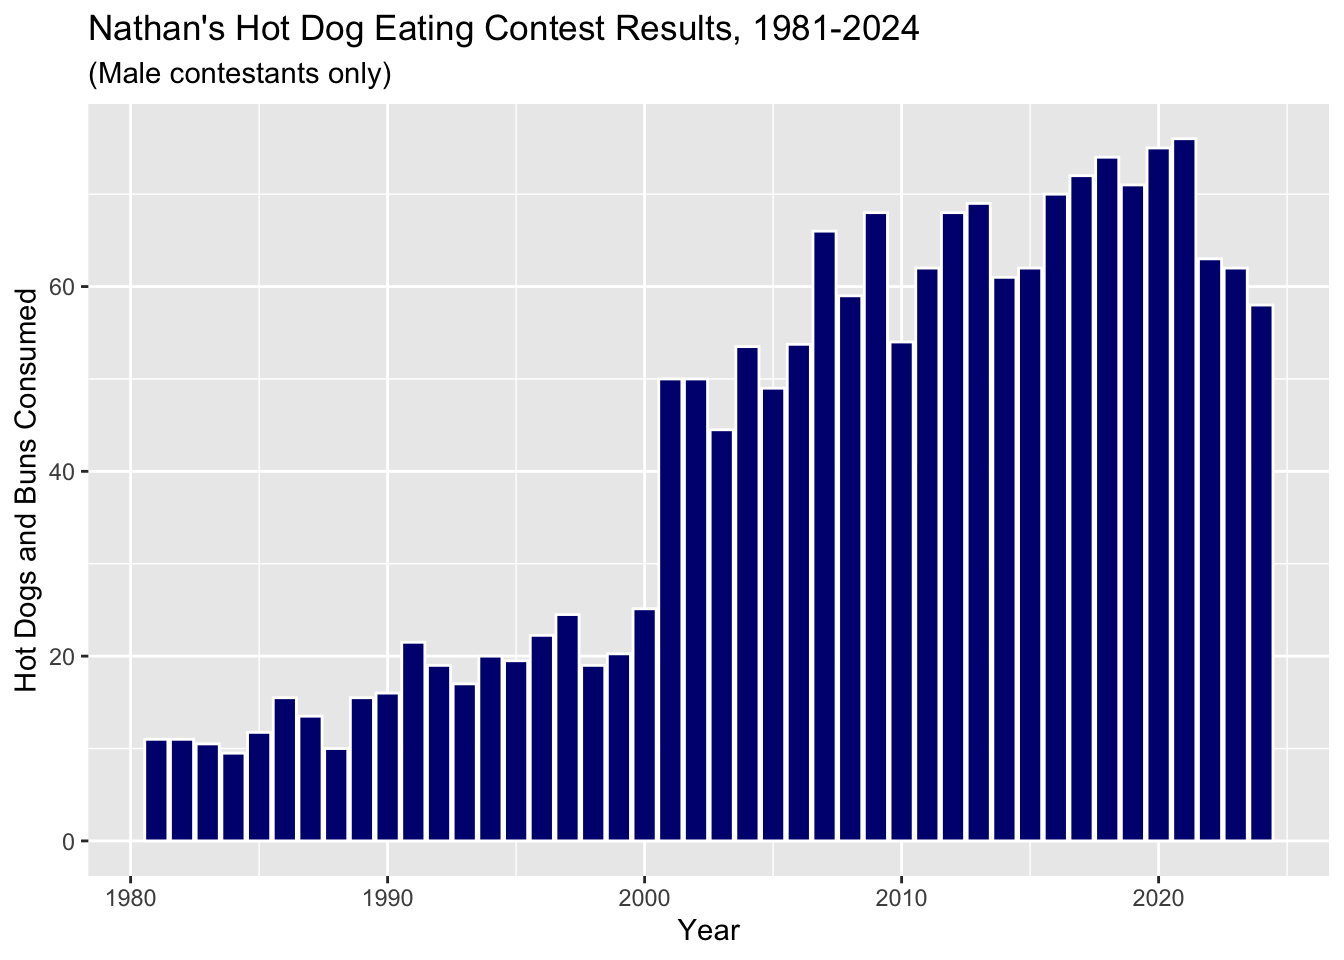 Nathan's Hot Dog Eating Contest Results, 1981-2024
(Male contestants only)
Hot Dogs and Buns Consumed
60
40
20
0
1980 1990 2000 2010 2020
Year